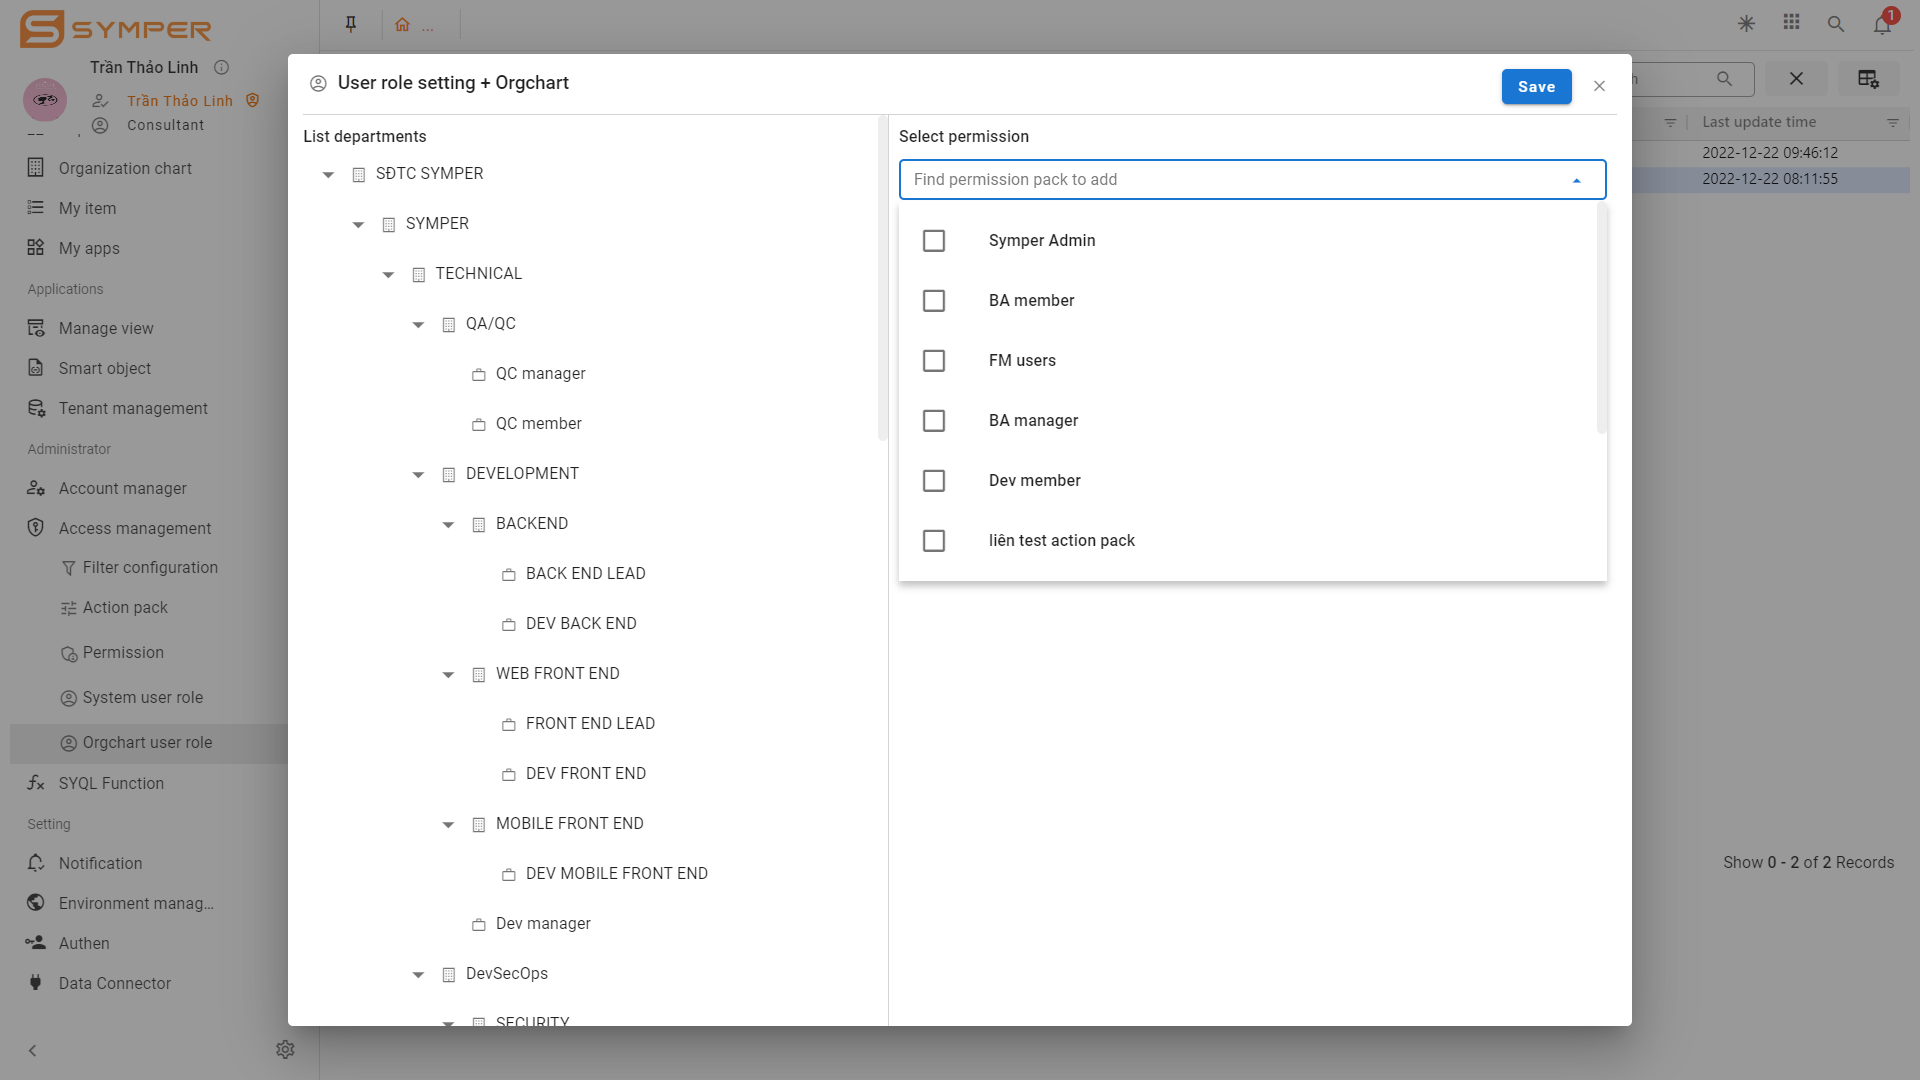 SYMPER
Trần Thảo Linh
Trần Thảo Linh
Consultant
Organization chart
My item
My apps
Applications
Manage view
Smart object
Tenant management
Administrator
Account manager
Access management
Filter configuration
Action pack
Permission
System user role
Orgchart user role
SYQL Function
Setting
Notification
Environment manag...
Authen
Data Connector
...
1
User role setting + Orgchart
Save
List departments
SĐTC SYMPER
SYMPER
TECHNICAL
QA/QC
QC manager
QC member
DEVELOPMENT
BACKEND
BACK END LEAD
DEV BACK END
WEB FRONT END
FRONT END LEAD
DEV FRONT END
MOBILE FRONT END
DEV MOBILE FRONT END
Dev manager
DevSecOps
SECURITY
Select permission
Find permission pack to add
Symper Admin
BA member
FM users
BA manager
Dev member
liên test action pack
Last update time
2022-12-22 09:46:12
2022-12-22 08:11:55
Show 0 - 2 of 2 Records